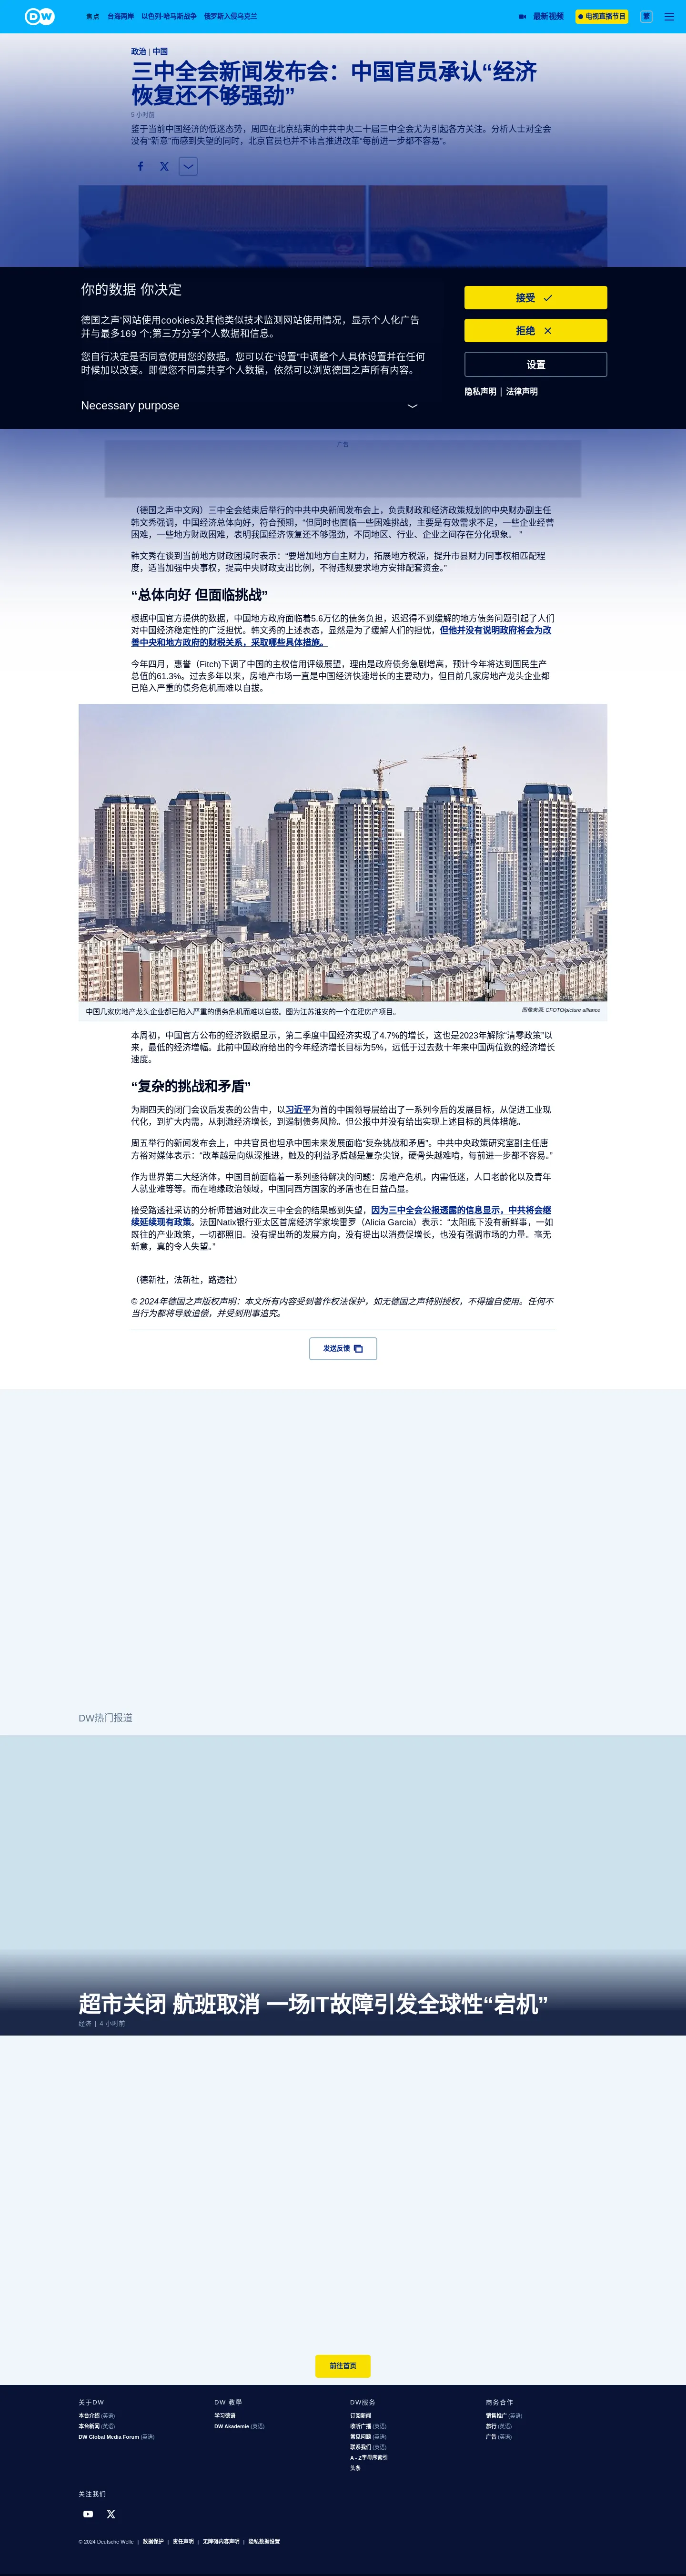 DW
焦点 台海两岸 以色列-哈马斯战争 俄罗斯入侵乌克兰 最新视频 电视直播节目 繁
政治 | 中国
三中全会新闻发布会：中国官员承认“经济
恢复还不够强劲”
5 小时前
鉴于当前中国经济的低迷态势，周四在北京结束的中共中央二十届三中全会尤为引起各方关注。分析人对于全会
没有“新意”而感到失望的同时，北京官员也并不讳言推进改革“每前进一步都不容易”。
你的数据 你决定
德国之声'网站使用cookies及其他类似技术监测网站使用情况，显示个人化广告
并与最多169 个;第三方分享个人数据和信息。
您自行决定是否同意使用您的数据。您可以在“设置”中调整个人具体设置并在任何
时候加以改变。即便您不同意共享个人数据，依然可以浏览德国之声所有内容。
Necessary purpose
接受
拒绝
设置
隐私声明 | 法律声明
广告
（德国之声中文网）三中全会结束后举行的中共中央新闻发布会上，负责财政和经济政策规划的中央财办副主任
韩文秀强调，中国经济总体向好，符合预期，“但同时也面临一些困难挑战，主要是有效需求不足，一些企业经营
困难，一些地方财政困难，表明我国经济恢复还不够强劲，不同地区、行业、企业之间存在分化现象。 ”
韩文秀在谈到当前地方财政困境时表示：“要增加地方自主财力，拓展地方税源，提升市县财力同事权相匹配程
度，适当加强中央事权，提高中央财政支出比例，不得违规要求地方安排配套资金。”
“总体向好 但面临挑战”
根据中国官方提供的数据，中国地方政府面临着5.6万亿的债务负担，迟迟得不到缓解的地方债务问题引起了人们
对中国经济稳定性的广泛担忧。韩文秀的上述表态，显然是为了缓解人们的担忧，但他并没有说明政府将会为改
善中央和地方政府的财税关系，采取哪些具体措施。
今年四月，惠誉（Fitch)下调了中国的主权信用评级展望，理由是政府债务急剧增高，预计今年将达到国民生产
总值的61.3%。过去多年以来，房地产市场一直是中国经济快速增长的主要动力，但目前几家房地产龙头企业都
已陷入严重的债务危机而难以自拔。
中国几家房地产龙头企业都已陷入严重的债务危机而难以自拔。图为江苏淮安的一个在建房产项目。
图像来源: CFOTO/picture alliance
本周初，中国官方公布的经济数据显示，第二季度中国经济实现了4.7%的增长，这也是2023年解除“清零政策”以
来，最低的经济增幅。此前中国政府给出的今年经济增长目标为5%，远低于过去数十年来中国两位数的经济增长
速度。
“复杂的挑战和矛盾”
为期四天的闭门会议后发表的公告中，以习近平为首的中国领导层给出了一系列今后的发展目标，从促进工业现
代化，到扩大内需，从刺激经济增长，到遏制债务风险。但公报中并没有给出实现上述目标的具体措施。
周五举行的新闻发布会上，中共官员也坦承中国未来发展面临“复杂挑战和矛盾”。中共中央政策研究室副主任唐
方裕对媒体表示：“改革越是向纵深推进，触及的利益矛盾越是复杂尖锐，硬骨头越难啃，每前进一步都不容易。”
作为世界第二大经济体，中国目前面临着一系列亟待解决的问题：房地产危机，内需低迷，人口老龄化以及青年
人就业难等等。而在地缘政治领域，中国同西方国家的矛盾也在日益凸显。
接受路透社采访的分析师普遍对此次三中全会的结果感到失望，因为三中全会公报透露的信息显示，中共将会继
续延续现有政策。法国Natix银行亚太区首席经济学家埃雷罗（Alicia Garcia）表示：“太阳底下没有新鲜事，一如
既往的产业政策，一切都照旧。没有提出新的发展方向，没有提出以消费促增长，也没有强调市场的力量。毫无
新意，真的令人失望。”
（德新社，法新社，路透社）
© 2024年德国之声版权声明：本文所有内容受到著作权法保护，如无德国之声特别授权，不得擅自使用。任何不
当行为都将导致追偿，并受到刑事追究。
发送反馈
DW热门报道
超市关闭 航班取消 一场IT故障引发全球性“宕机”
经济 | 4 小时前
前往首页
关于DW
本台介绍 (英语)
本台新闻 (英语)
DW Global Media Forum (英语)
DW 教學
学习德语
DW Akademie (英语)
DW服务
订阅新闻
收听广播 (英语)
常见问题 (英语)
联系我们 (英语)
A - Z字母序索引
头条
商务合作
销售推广 (英语)
旅行 (英语)
广告 (英语)
关注我们
© 2024 Deutsche Welle | 数据保护 | 责任声明 | 无障碍内容声明 | 隐私数据设置